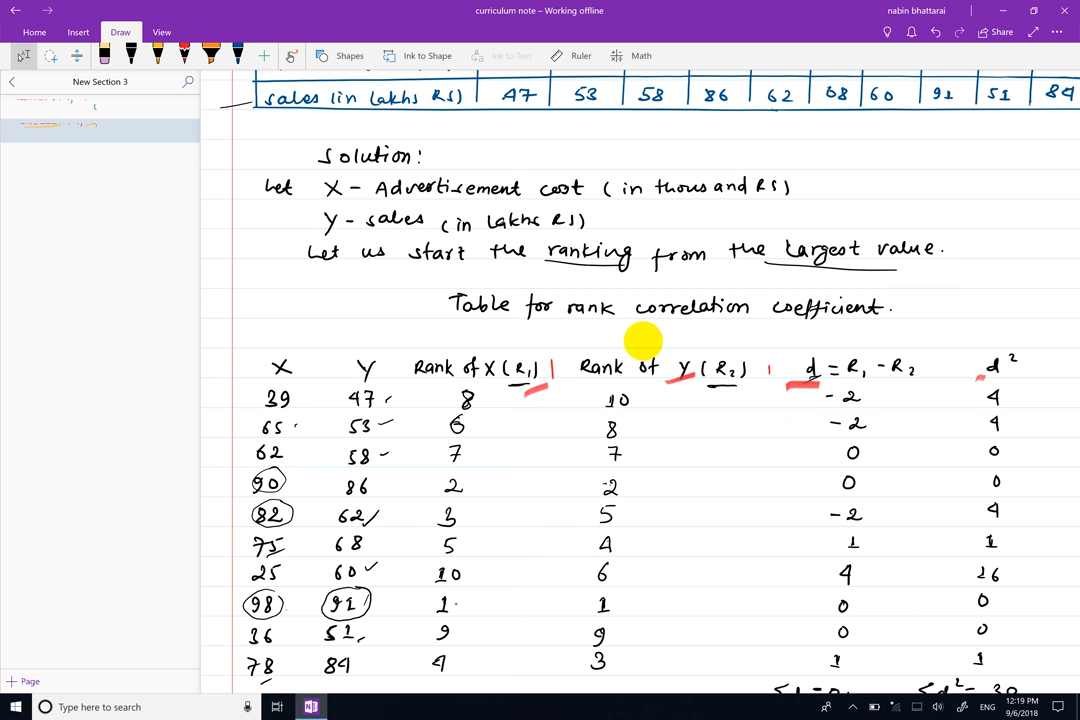 curriculum note – Working offline
nabin bhattarai
Home Insert Draw View
Share
Shapes Ink to Shape Ink to Text Ruler Math
New Section 3
sales (in lakhs RS) 47 53 58 86 62 68 60 91 51 84
Solution:
Let X - Advertisement cost (in thousand RS)
Y - sales (in lakhs RS)
Let us start the ranking from the largest value.
Table for rank correlation coefficient.
X Y Rank of X (R1) Rank of Y (R2) d = R1 - R2 d²
39 47 8 10 -2 4
65 53 6 8 -2 4
62 58 7 7 0 0
90 86 2 2 0 0
82 62 3 5 -2 4
75 68 5 4 1 1
25 60 10 6 4 16
98 91 1 1 0 0
36 51 9 9 0 0
78 84 4 3 1 1
Σd = 0 Σd² = 30
Page
Type here to search
12:19 PM
9/6/2018